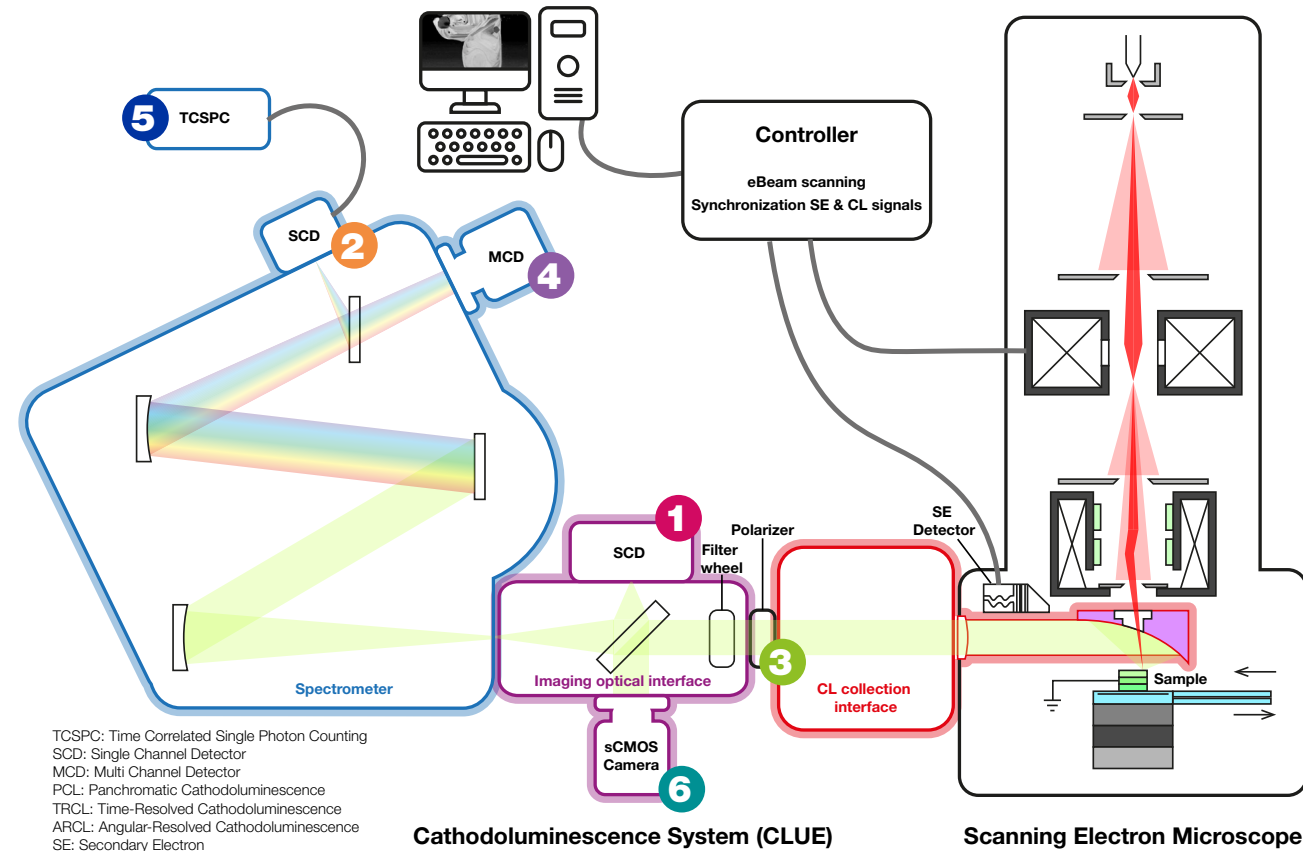 5
TCSPC
Controller
eBeam scanning
Synchronization SE & CL signals
SCD
2
MCD
4
1
SCD
Polarizer
Filter
wheel
SE
Detector
3
Imaging optical interface
Spectrometer
CL collection
interface
Sample
sCMOS
Camera
6
TCSPC: Time Correlated Single Photon Counting
SCD: Single Channel Detector
MCD: Multi Channel Detector
PCL: Panchromatic Cathodoluminescence
TRCL: Time-Resolved Cathodoluminescence
ARCL: Angular-Resolved Cathodoluminescence
SE: Secondary Electron
Cathodoluminescence System (CLUE)
Scanning Electron Microscope